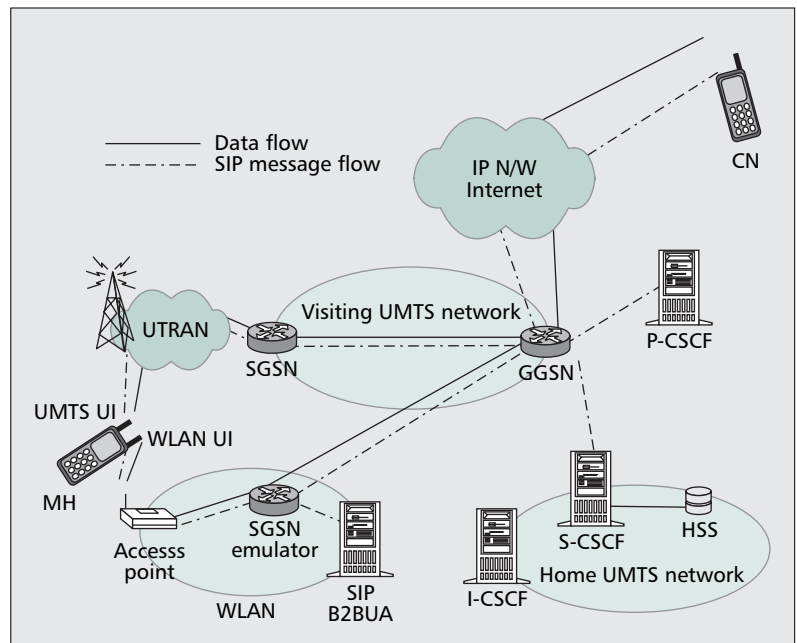 Data flow
SIP message flow
IP N/W
Internet
CN
Visiting UMTS network
UTRAN
SGSN
GGSN
P-CSCF
UMTS UI
WLAN UI
MH
SGSN
emulator
Accesss
point
WLAN
SIP
B2BUA
S-CSCF
HSS
I-CSCF
Home UMTS network